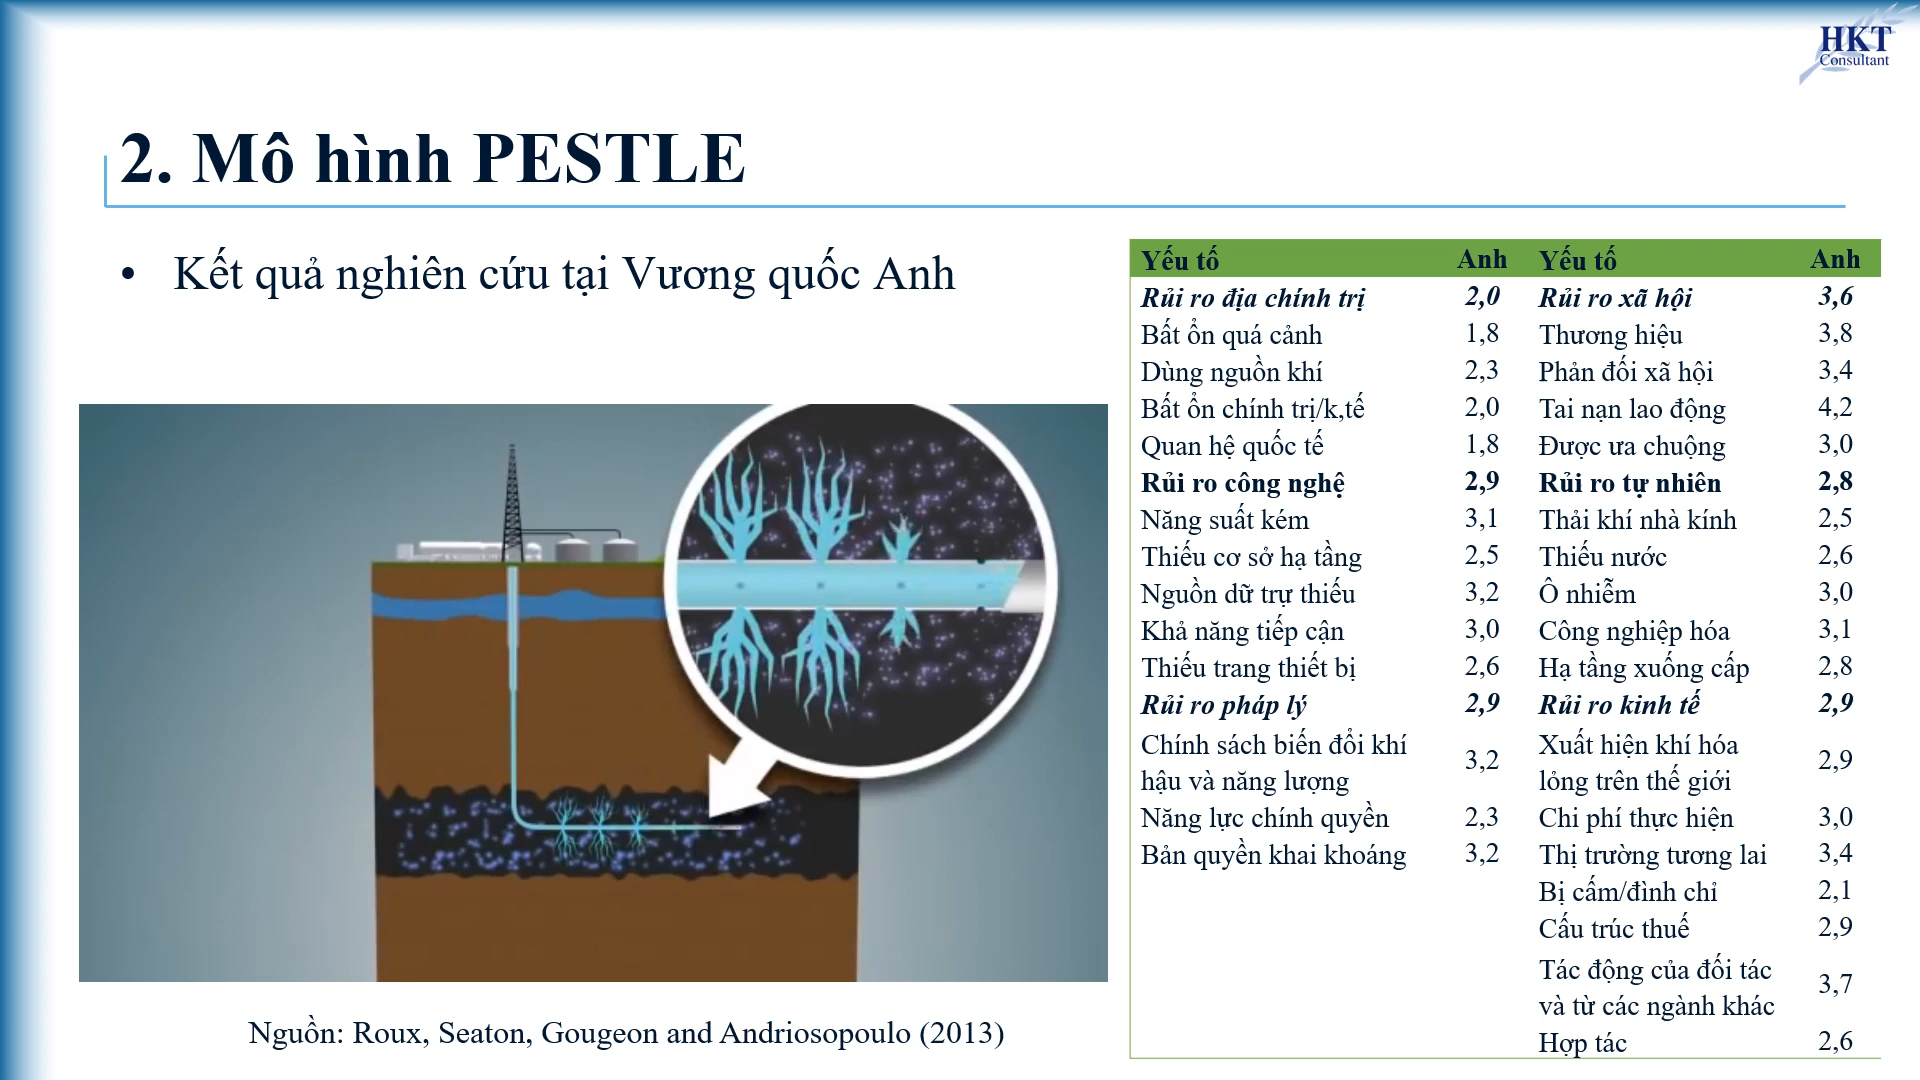 HKT
Consultant
2. Mô hình PESTLE
• Kết quả nghiên cứu tại Vương quốc Anh
Yếu tố Anh Yếu tố Anh
Rủi ro địa chính trị 2,0 Rủi ro xã hội 3,6
Bất ổn quá cảnh 1,8 Thương hiệu 3,8
Dùng nguồn khí 2,3 Phản đối xã hội 3,4
Bất ổn chính trị/k,tế 2,0 Tai nạn lao động 4,2
Quan hệ quốc tế 1,8 Được ưa chuộng 3,0
Rủi ro công nghệ 2,9 Rủi ro tự nhiên 2,8
Năng suất kém 3,1 Thải khí nhà kính 2,5
Thiếu cơ sở hạ tầng 2,5 Thiếu nước 2,6
Nguồn dữ trự thiếu 3,2 Ô nhiễm 3,0
Khả năng tiếp cận 3,0 Công nghiệp hóa 3,1
Thiếu trang thiết bị 2,6 Hạ tầng xuống cấp 2,8
Rủi ro pháp lý 2,9 Rủi ro kinh tế 2,9
Chính sách biến đổi khí hậu và năng lượng 3,2 Xuất hiện khí hóa lỏng trên thế giới 2,9
Năng lực chính quyền 2,3 Chi phí thực hiện 3,0
Bản quyền khai khoáng 3,2 Thị trường tương lai 3,4
Bị cấm/đình chỉ 2,1
Cấu trúc thuế 2,9
Tác động của đối tác
và từ các ngành khác 3,7
Hợp tác 2,6
Nguồn: Roux, Seaton, Gougeon and Andriosopoulo (2013)